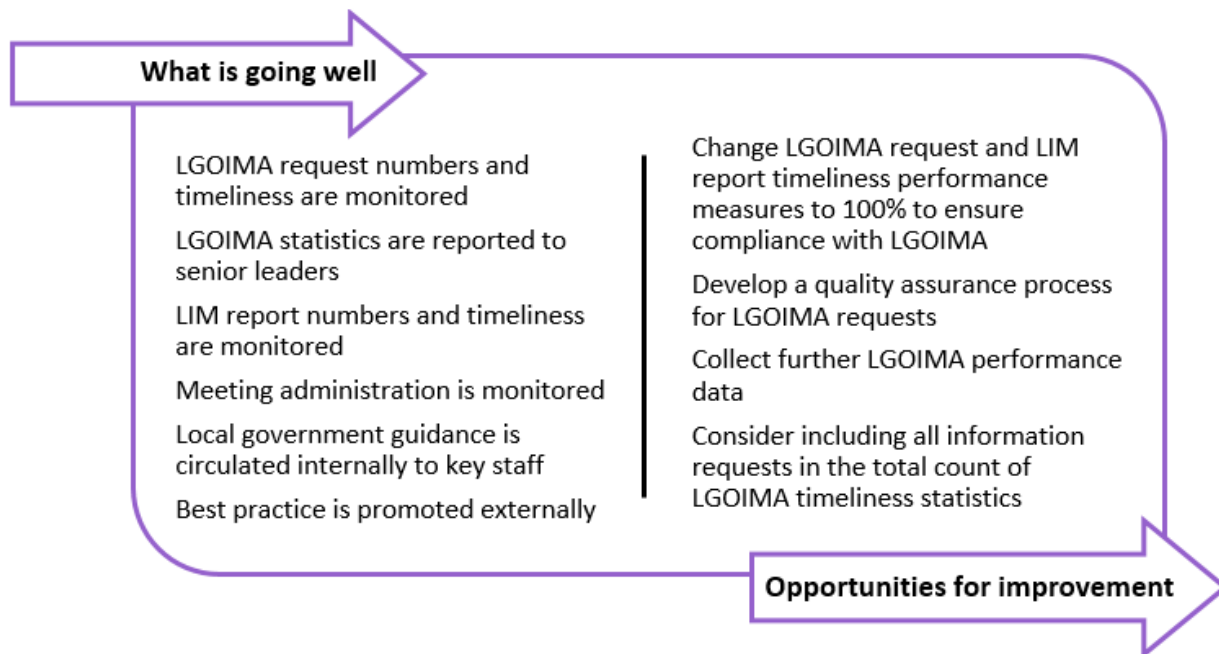 What is going well
LGOIMA request numbers and
timeliness are monitored
LGOIMA statistics are reported to
senior leaders
LIM report numbers and timeliness
are monitored
Meeting administration is monitored
Local government guidance is
circulated internally to key staff
Best practice is promoted externally
Change LGOIMA request and LIM
report timeliness performance
measures to 100% to ensure
compliance with LGOIMA
Develop a quality assurance process
for LGOIMA requests
Collect further LGOIMA performance
data
Consider including all information
requests in the total count of
LGOIMA timeliness statistics
Opportunities for improvement